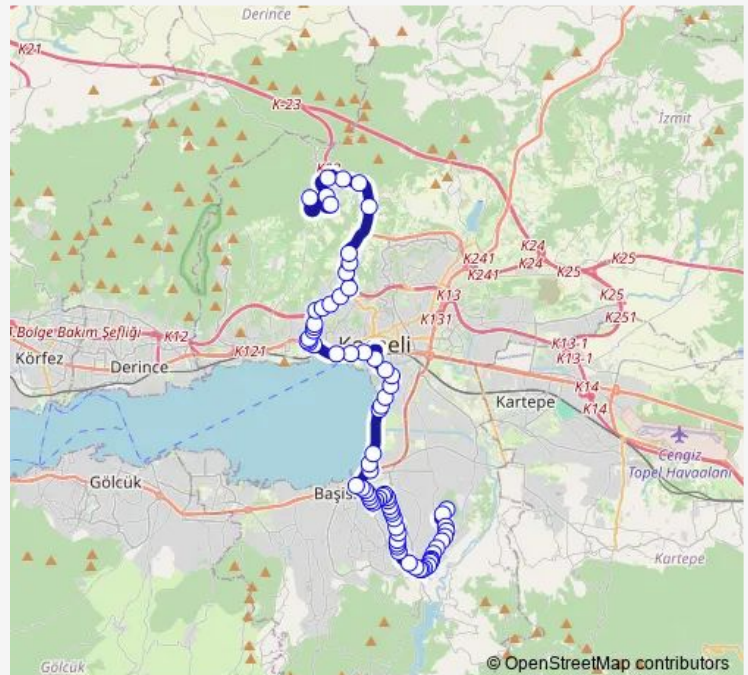 Derince
K21
K-23
İzmit
K241
K241
K24
K24
K25
K25
K25
K251
K13
K131
K13-1
K13-1
Bölge Bakım Şefliği
K12
K121
Körfez
Derince
K14
K14
Kartepe
Cengiz
Topel Havaalanı
Gölcük
Kartepe
Gölcük
© OpenStreetMap contributors